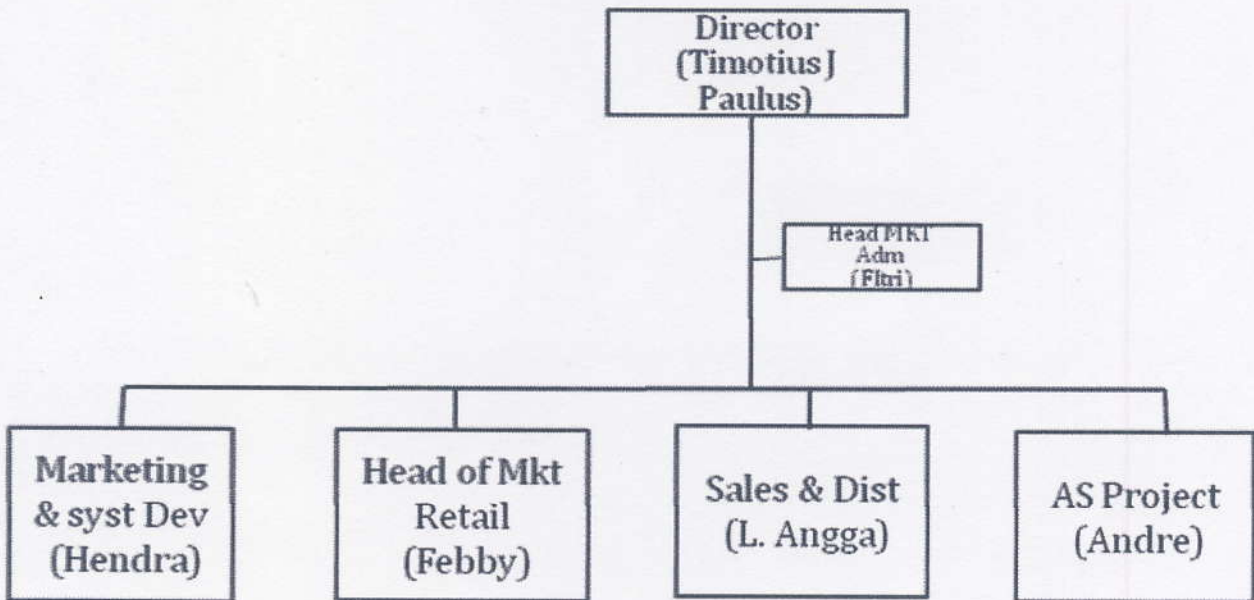 Director
(Timotius J
Paulus)
Head MKT
Adm
(Fitri)
Marketing
& syst Dev
(Hendra)
Head of Mkt
Retail
(Febby)
Sales & Dist
(L. Angga)
AS Project
(Andre)